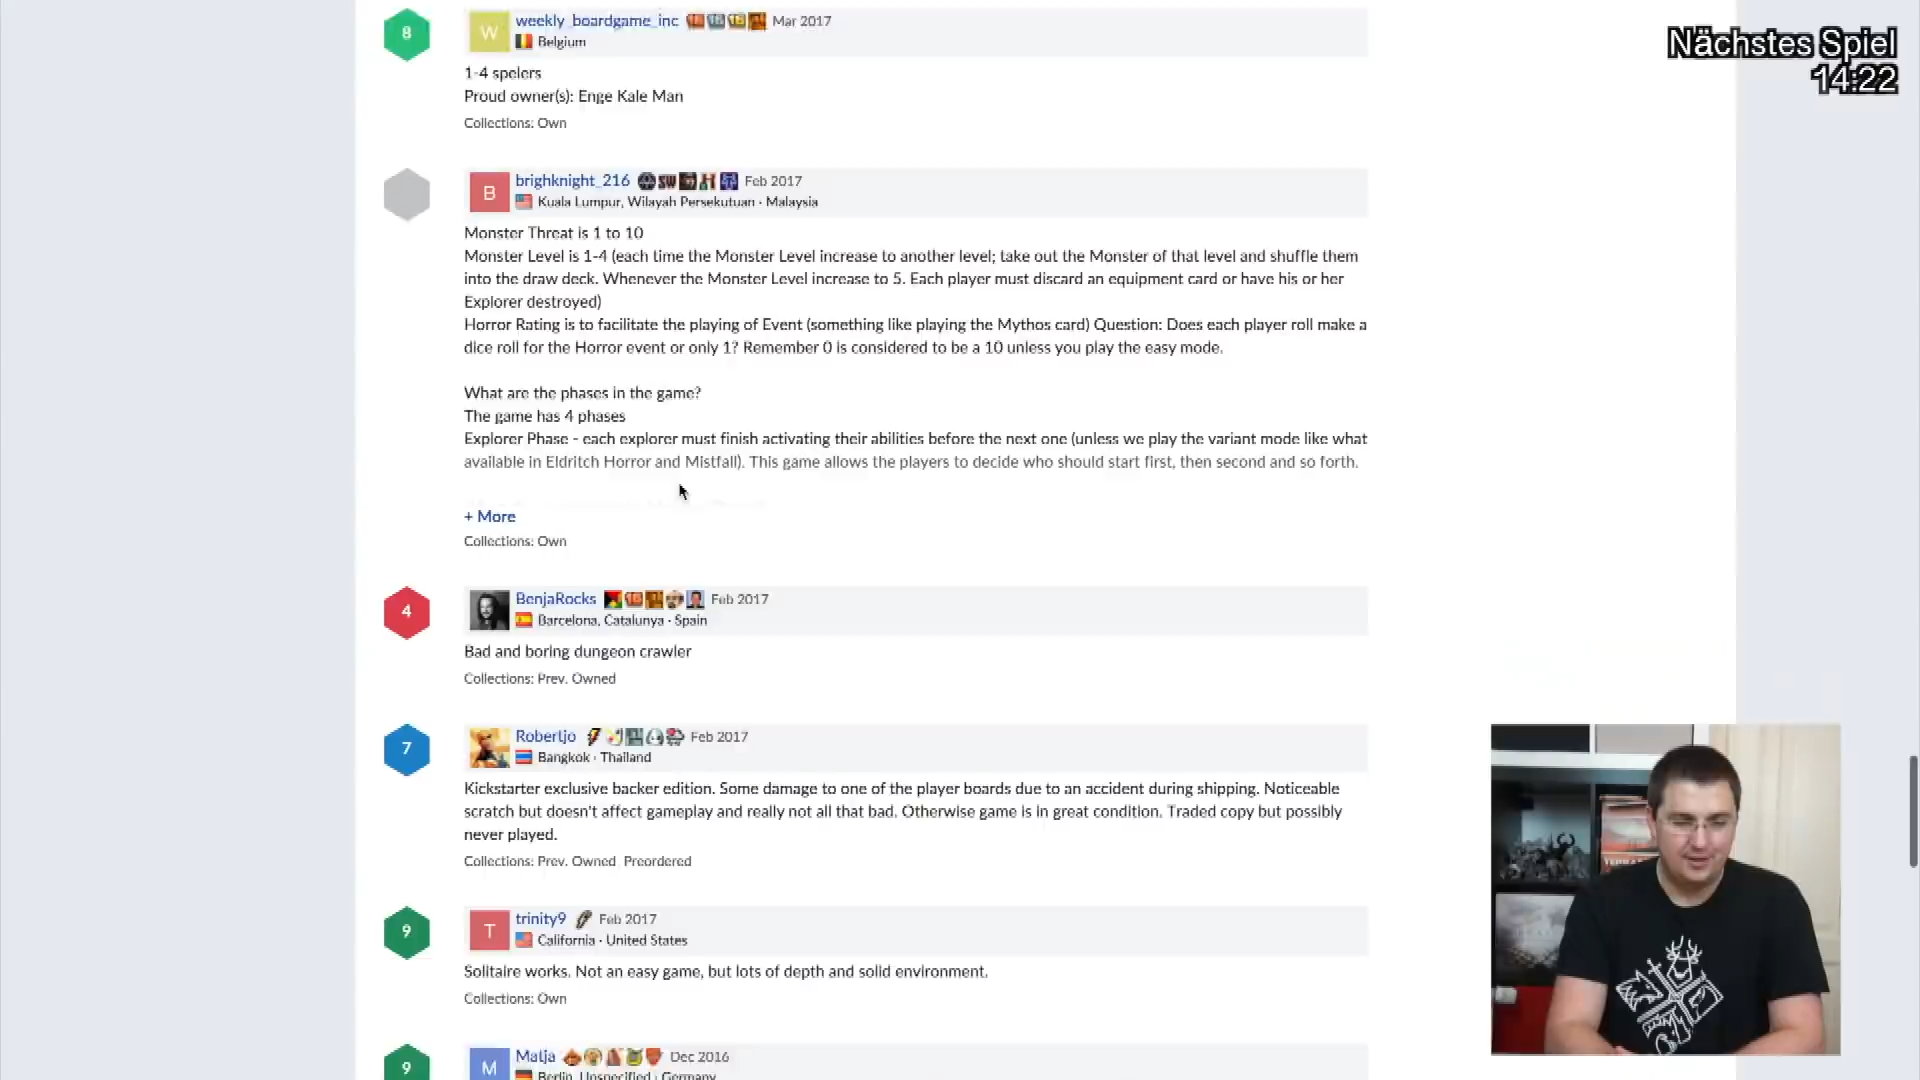 8
W
weekly_boardgame_inc Mar 2017
Belgium
1-4 spelers
Proud owner(s): Enge Kale Man
Collections: Own
Nächstes Spiel
14:22
B
brighknight_216 SW Feb 2017
Kuala Lumpur, Wilayah Persekutuan · Malaysia
Monster Threat is 1 to 10
Monster Level is 1-4 (each time the Monster Level increase to another level; take out the Monster of that level and shuffle them
into the draw deck. Whenever the Monster Level increase to 5. Each player must discard an equipment card or have his or her
Explorer destroyed)
Horror Rating is to facilitate the playing of Event (something like playing the Mythos card) Question: Does each player roll make a
dice roll for the Horror event or only 1? Remember 0 is considered to be a 10 unless you play the easy mode.
What are the phases in the game?
The game has 4 phases
Explorer Phase - each explorer must finish activating their abilities before the next one (unless we play the variant mode like what
available in Eldritch Horror and Mistfall). This game allows the players to decide who should start first, then second and so forth.
+ More
Collections: Own
4
BenjaRocks Feb 2017
Barcelona, Catalunya · Spain
Bad and boring dungeon crawler
Collections: Prev. Owned
7
Robertjo Feb 2017
Bangkok · Thailand
Kickstarter exclusive backer edition. Some damage to one of the player boards due to an accident during shipping. Noticeable
scratch but doesn't affect gameplay and really not all that bad. Otherwise game is in great condition. Traded copy but possibly
never played.
Collections: Prev. Owned Preordered
9
T
trinity9 Feb 2017
California · United States
Solitaire works. Not an easy game, but lots of depth and solid environment.
Collections: Own
9
M
Matja Dec 2016
Berlin, Unspecified · Germany